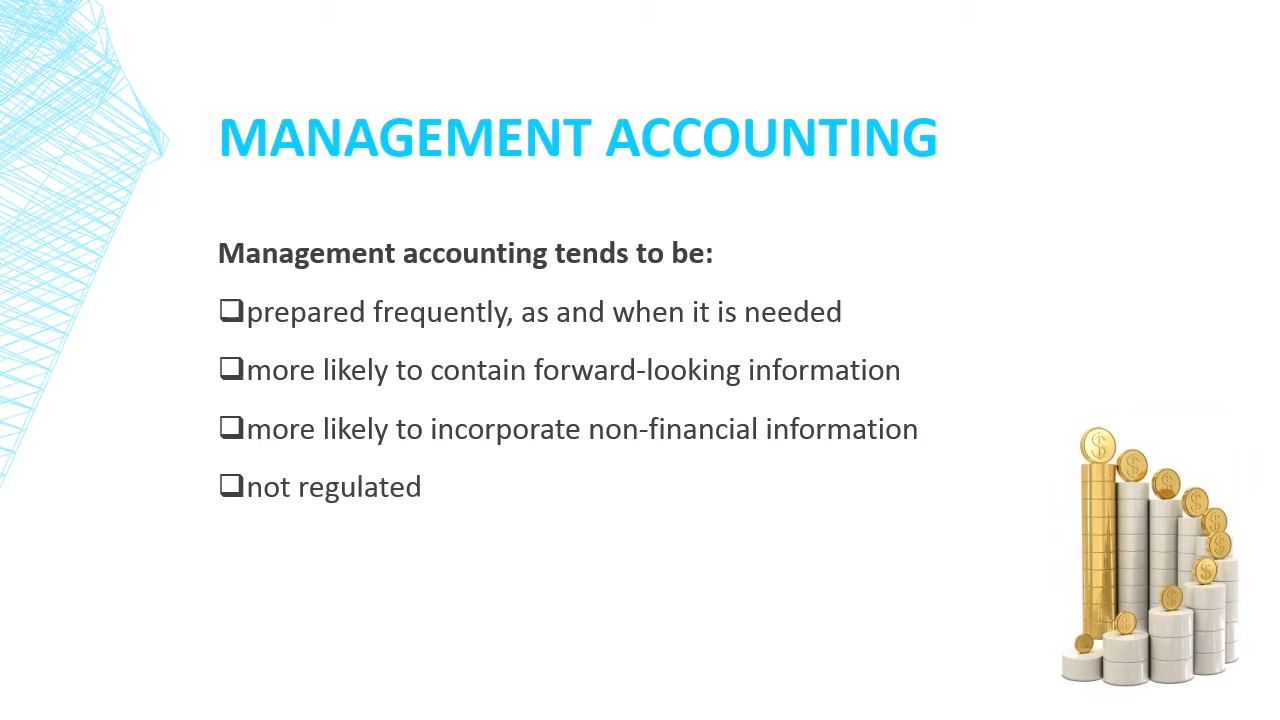 MANAGEMENT ACCOUNTING
Management accounting tends to be:
❑prepared frequently, as and when it is needed
❑more likely to contain forward-looking information
❑more likely to incorporate non-financial information
❑not regulated